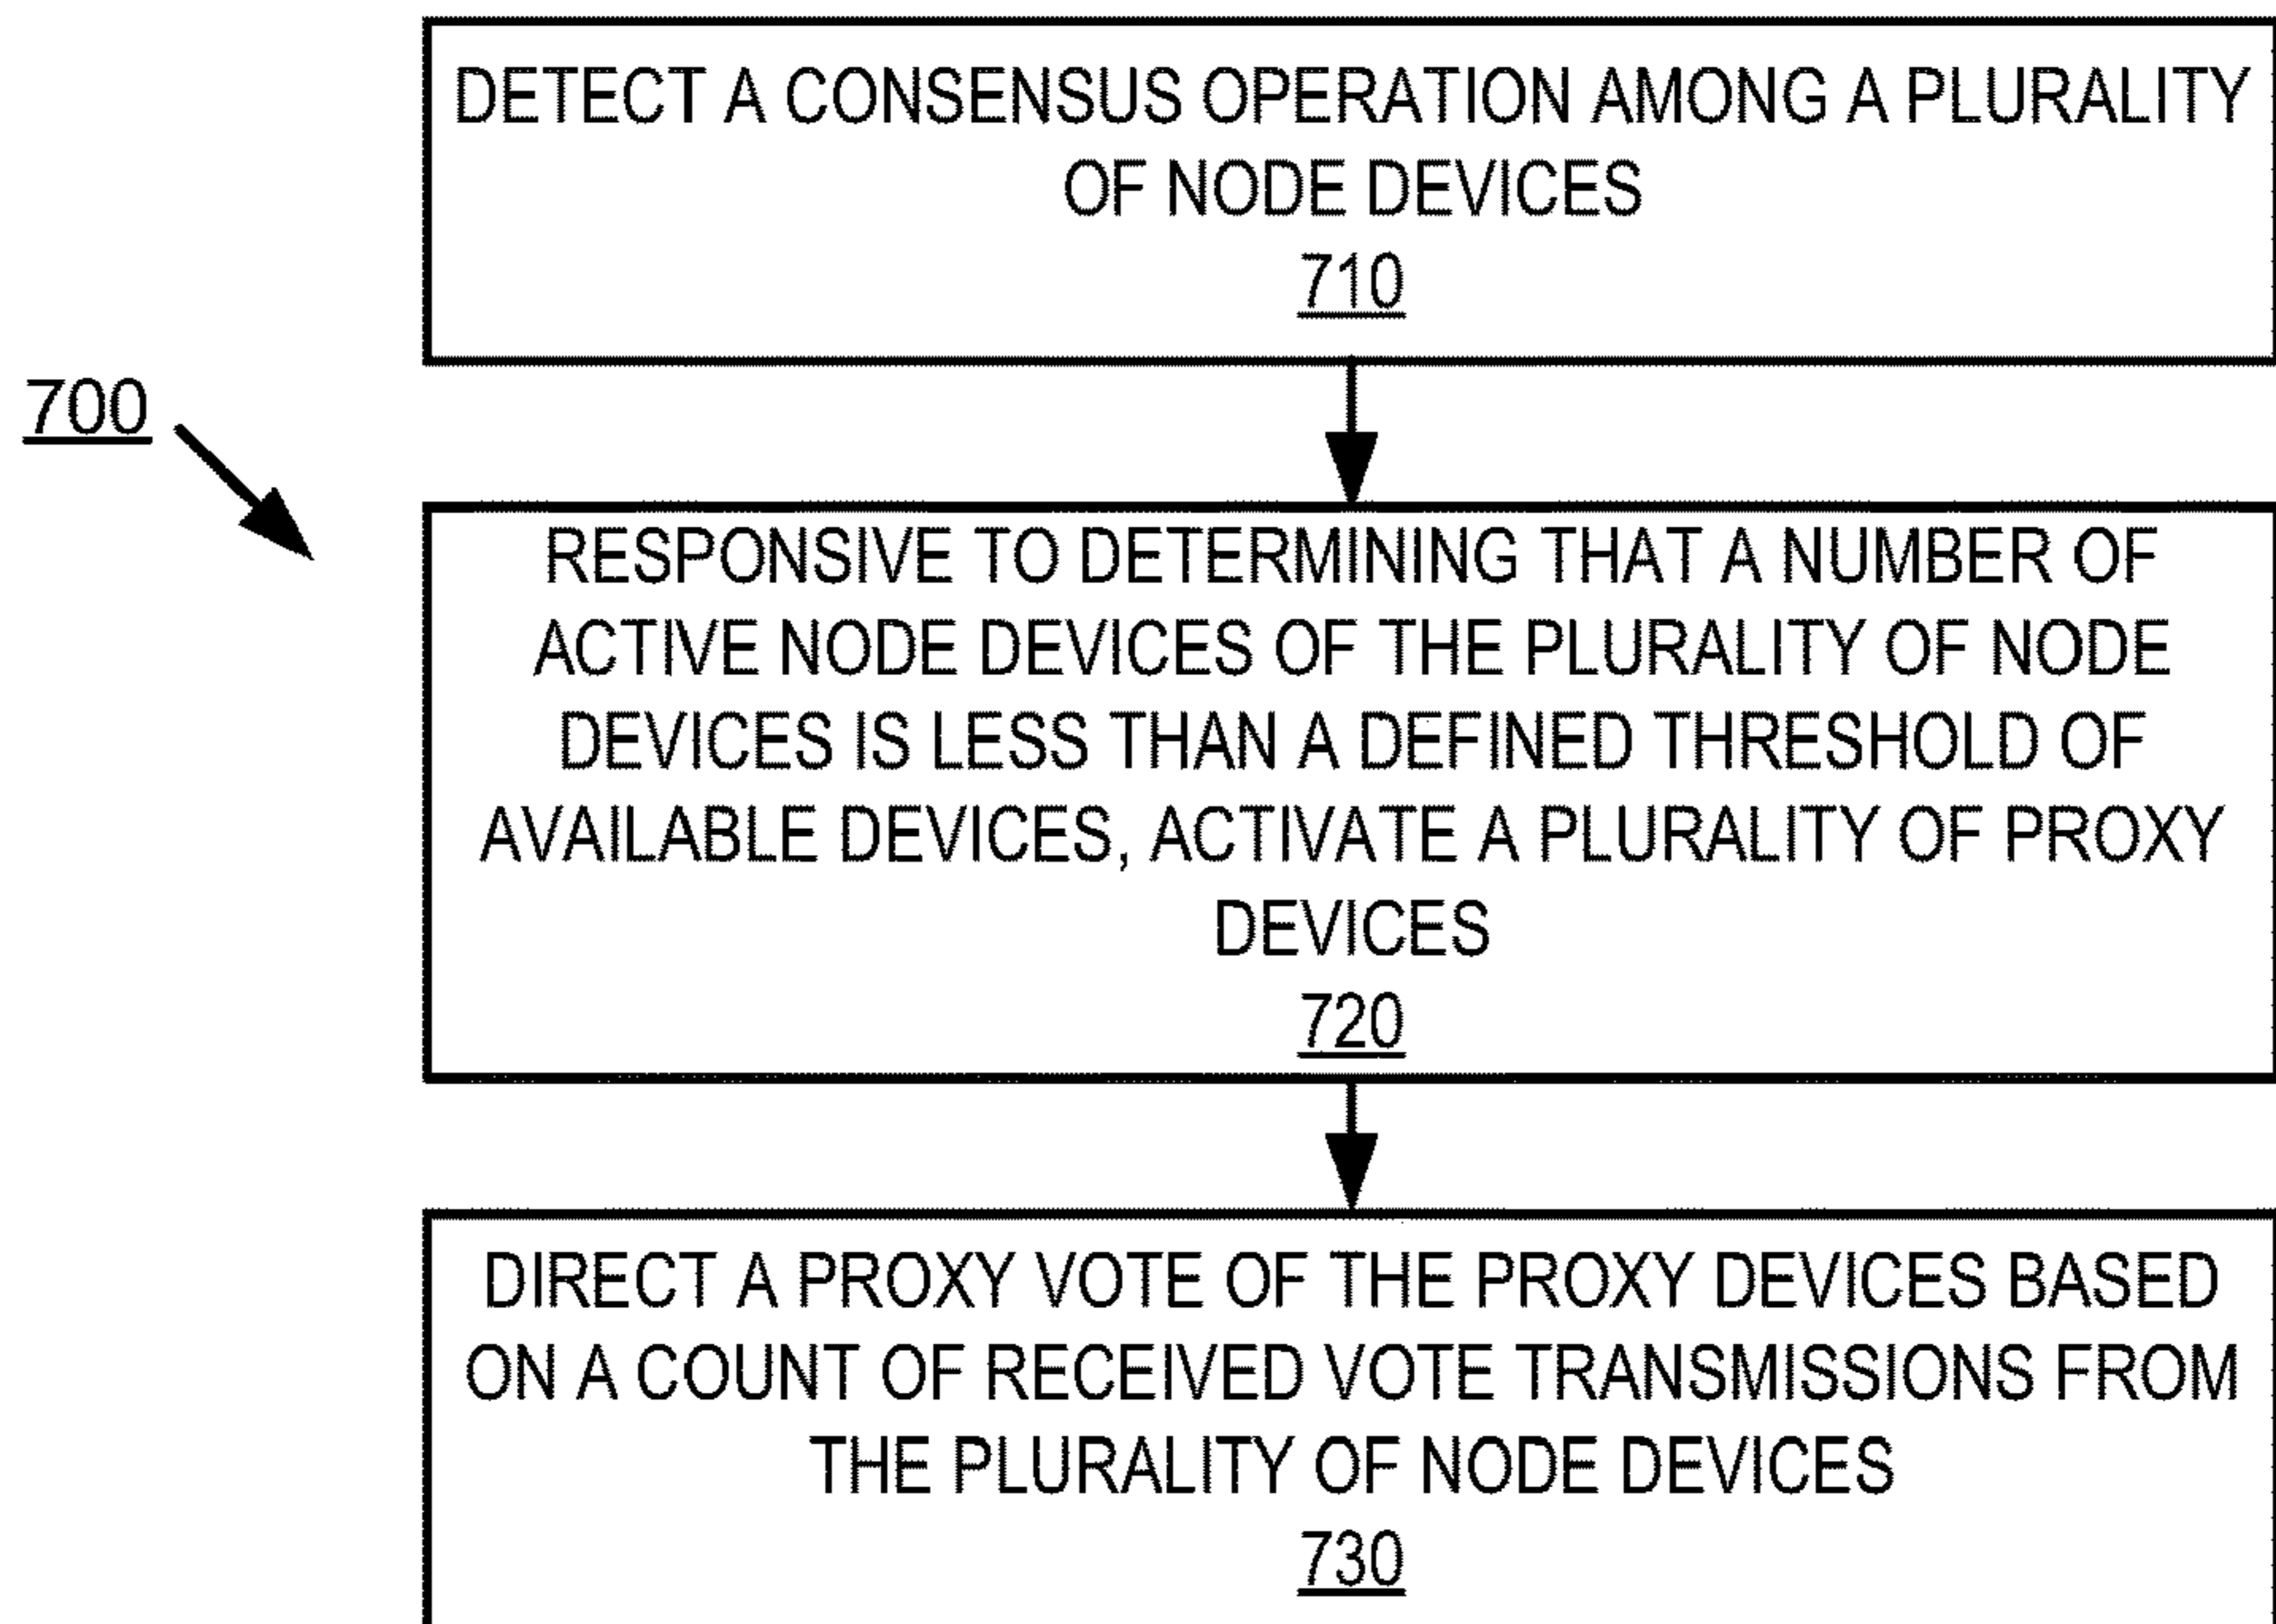 DETECT A CONSENSUS OPERATION AMONG A PLURALITY
OF NODE DEVICES
710
700
RESPONSIVE TO DETERMINING THAT A NUMBER OF
ACTIVE NODE DEVICES OF THE PLURALITY OF NODE
DEVICES IS LESS THAN A DEFINED THRESHOLD OF
AVAILABLE DEVICES, ACTIVATE A PLURALITY OF PROXY
DEVICES
720
DIRECT A PROXY VOTE OF THE PROXY DEVICES BASED
ON A COUNT OF RECEIVED VOTE TRANSMISSIONS FROM
THE PLURALITY OF NODE DEVICES
730